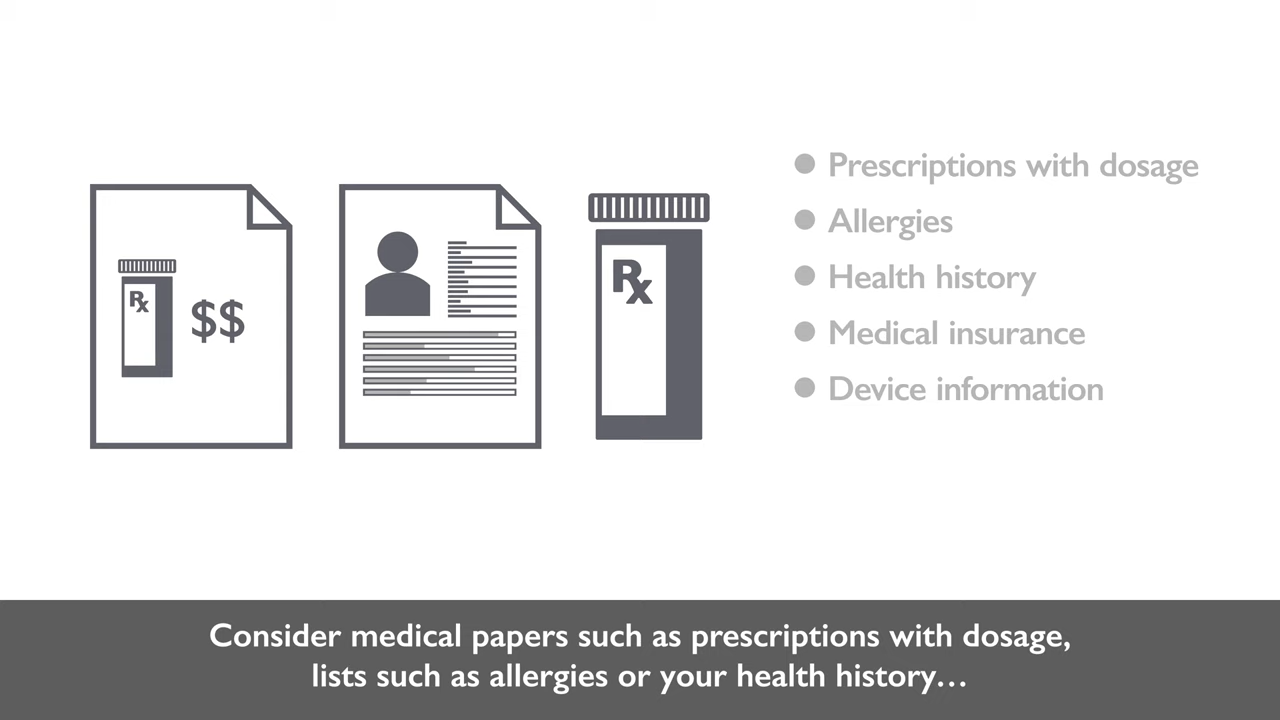 Rx
$$
Rx
Prescriptions with dosage
Allergies
Health history
Medical insurance
Device information
Consider medical papers such as prescriptions with dosage,
lists such as allergies or your health history…